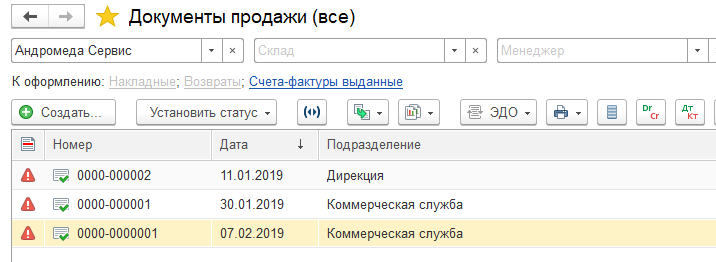 Документы продажи (все)
Андромеда Сервис Склад Менеджер
К оформлению: Накладные; Возвраты; Счета-фактуры выданные
Создать... Установить статус ЭДО Dr Cr Дт Кт
Номер Дата ↓ Подразделение
0000-000002 11.01.2019 Дирекция
0000-000001 30.01.2019 Коммерческая служба
0000-0000001 07.02.2019 Коммерческая служба